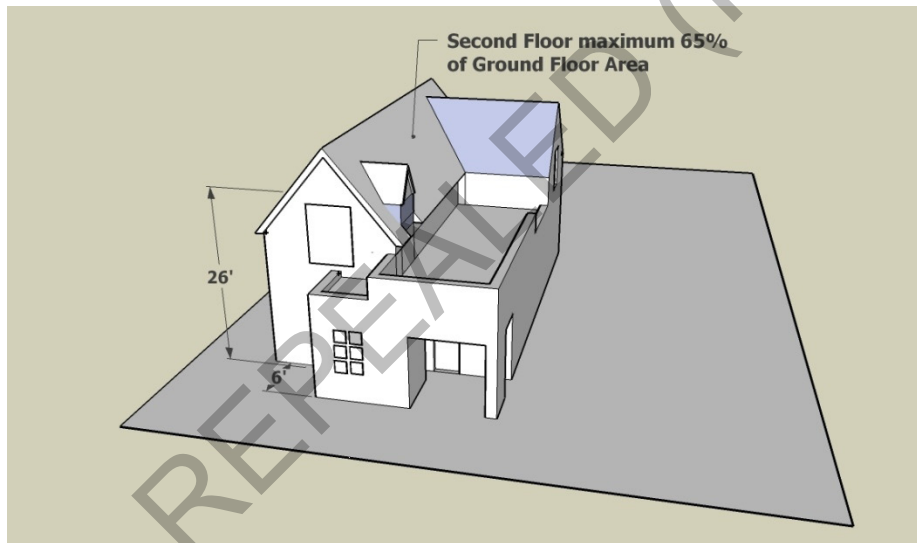 Second Floor maximum 65%
of Ground Floor Area
26'
6'
REPEALED (